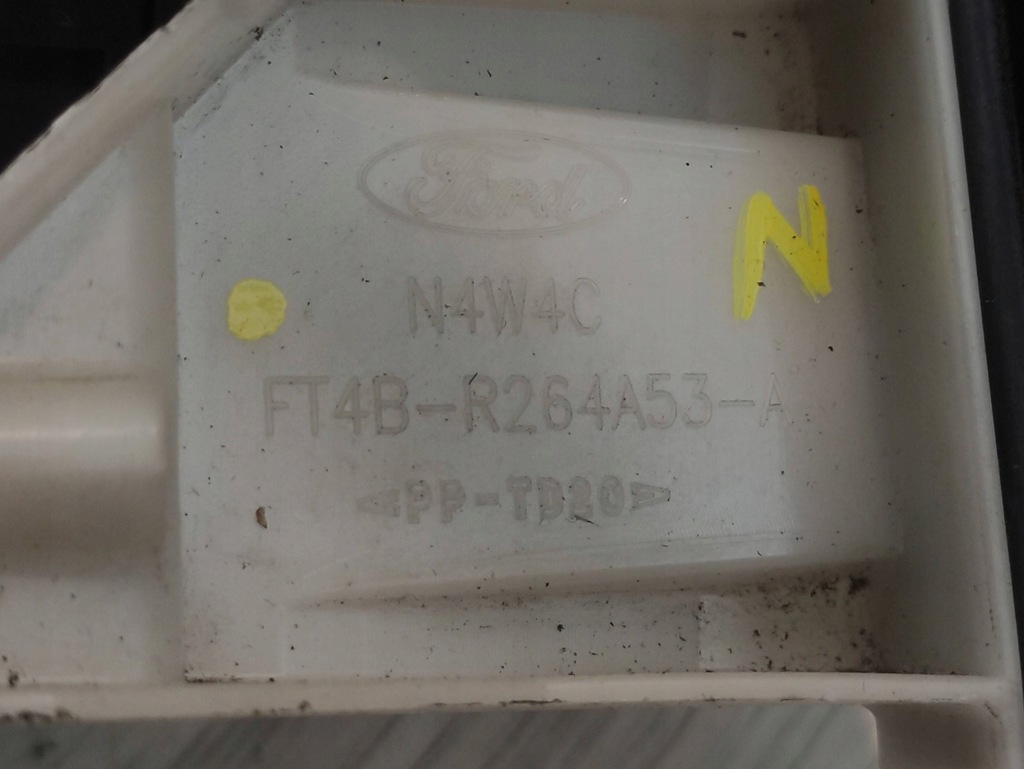 Ford
N
N4W4C
FT4B-R264A53-A
>PP-TD20<